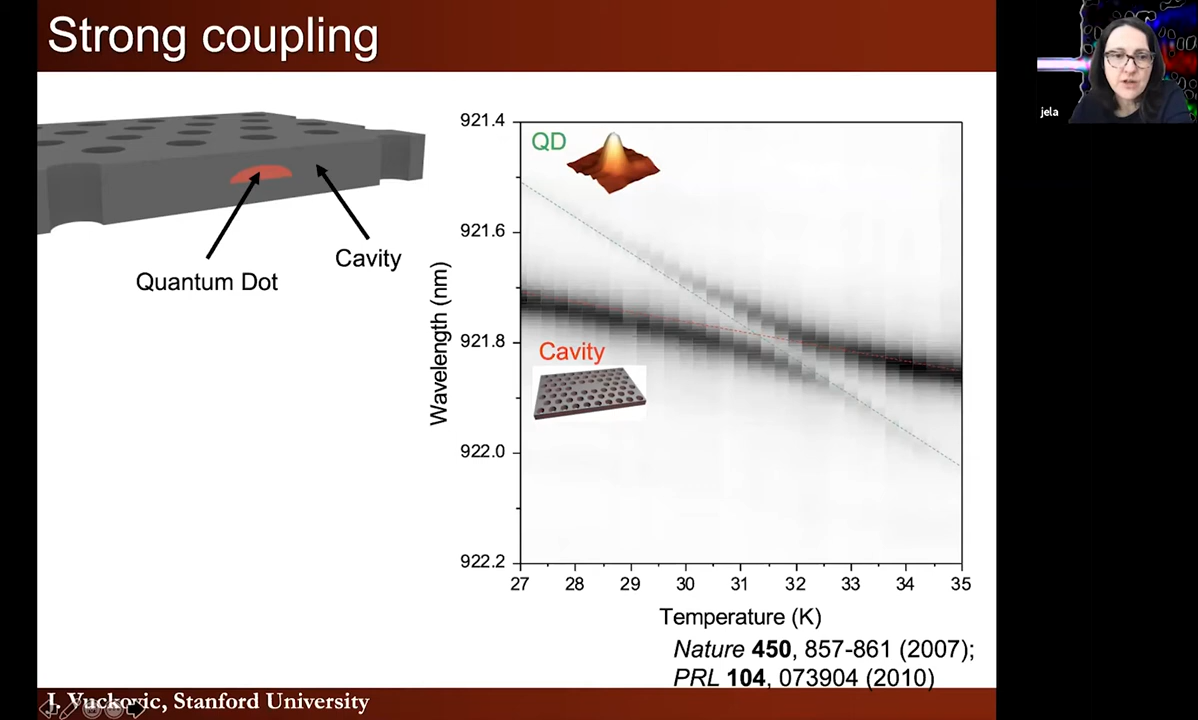 Strong coupling
jela
Quantum Dot
Cavity
QD
Cavity
Wavelength (nm)
921.4
921.6
921.8
922.0
922.2
27 28 29 30 31 32 33 34 35
Temperature (K)
Nature 450, 857-861 (2007);
PRL 104, 073904 (2010)
J. Vuckovic, Stanford University